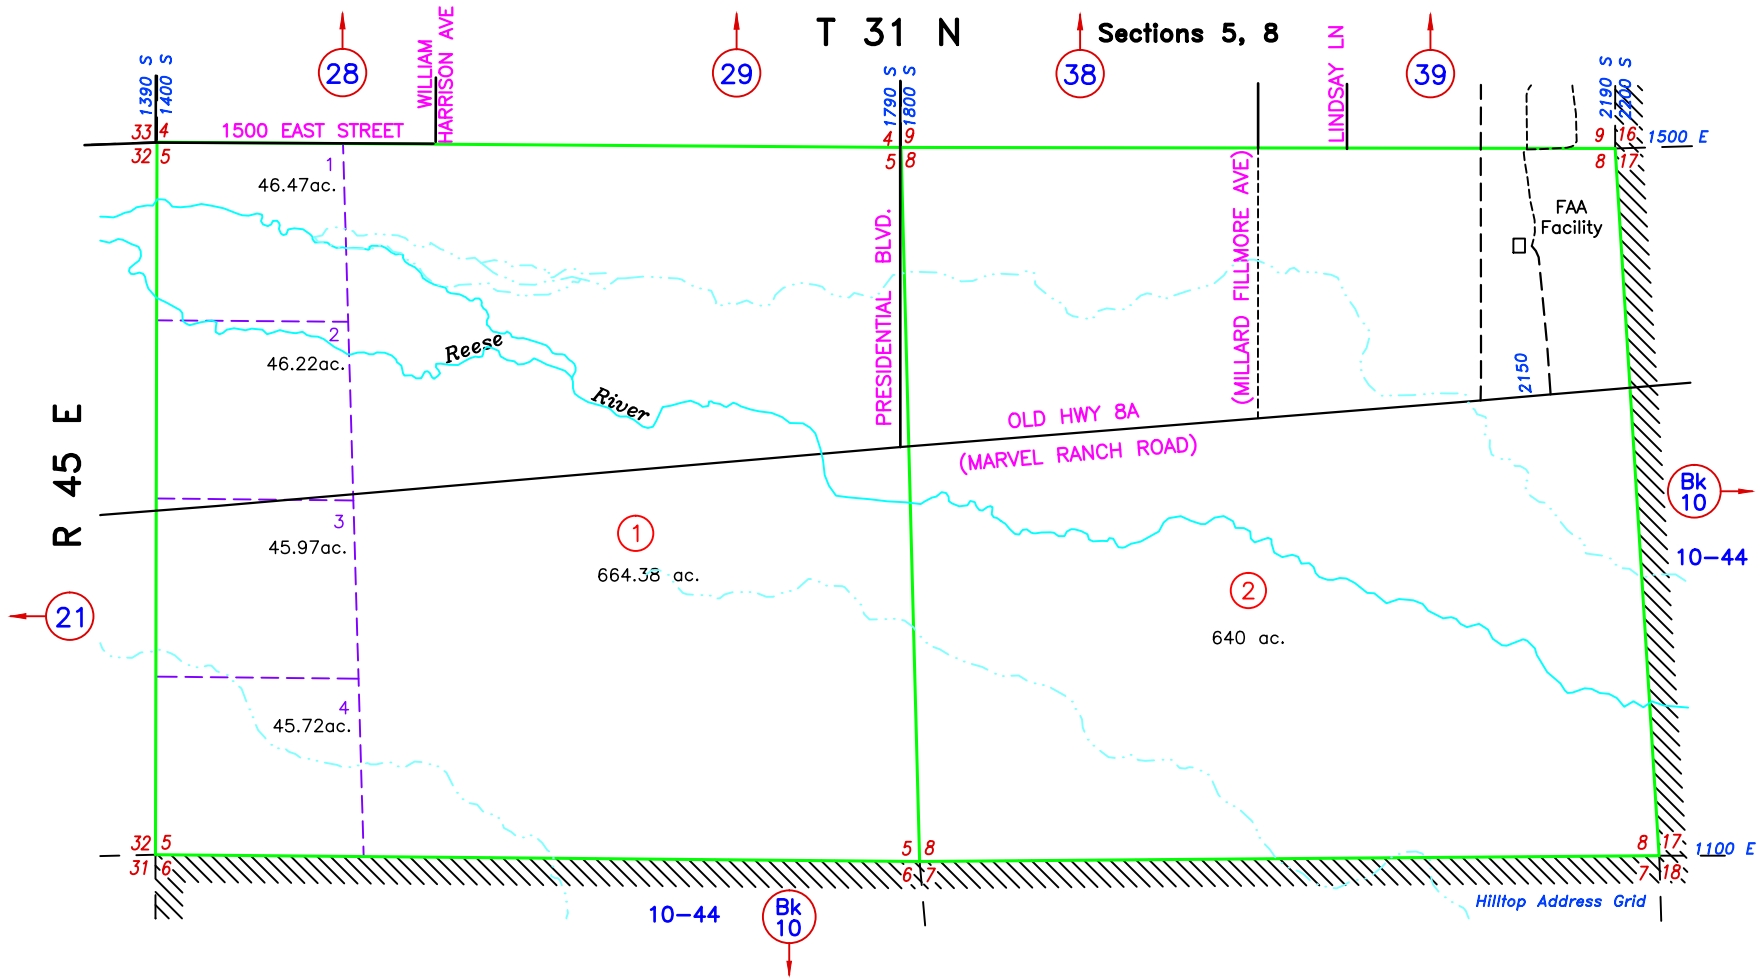 T 31 N
Sections 5, 8
28
29
38
39
1390 S
1400 S
WILLIAM
HARRISON AVE
1790 S
1800 S
LINDSAY LN
2190 S
2200 S
33 4
32 5
1500 EAST STREET
4 9
5 8
9 16
8 17
1500 E
1
46.47ac.
PRESIDENTIAL BLVD.
(MILLARD FILLMORE AVE)
FAA
Facility
2
46.22ac.
Reese
River
2150
OLD HWY 8A
(MARVEL RANCH ROAD)
R 45 E
Bk
10
10-44
3
45.97ac.
1
664.38 ac.
2
640 ac.
21
4
45.72ac.
32 5
31 6
5 8
6 7
8 17
7 18
1100 E
Hilltop Address Grid
10-44
Bk
10